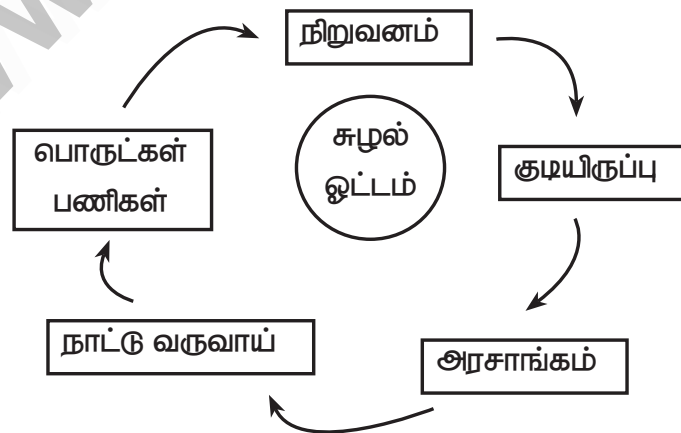 நிறுவனம்
சுழல்
ஓட்டம்
குடியிருப்பு
அரசாங்கம்
நாட்டு வருவாய்
பொருட்கள்
பணிகள்